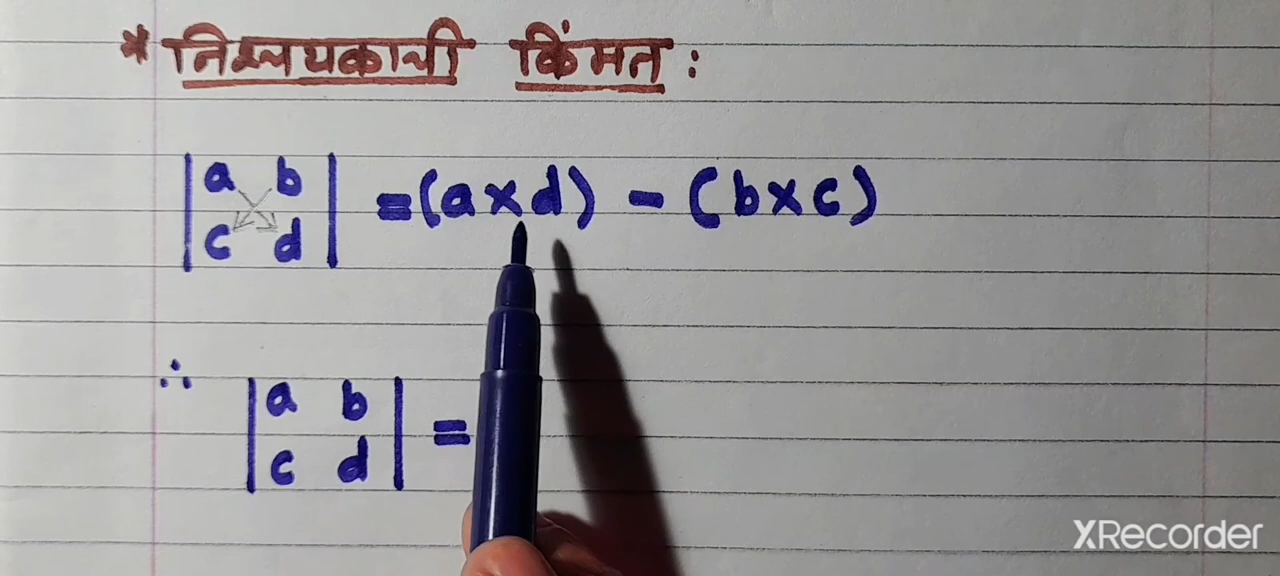 * निश्चयकाची किंमत :
| a b | = (a x d) - (b x c)
| c d |
∴ | a b | =
| c d |
XRecorder